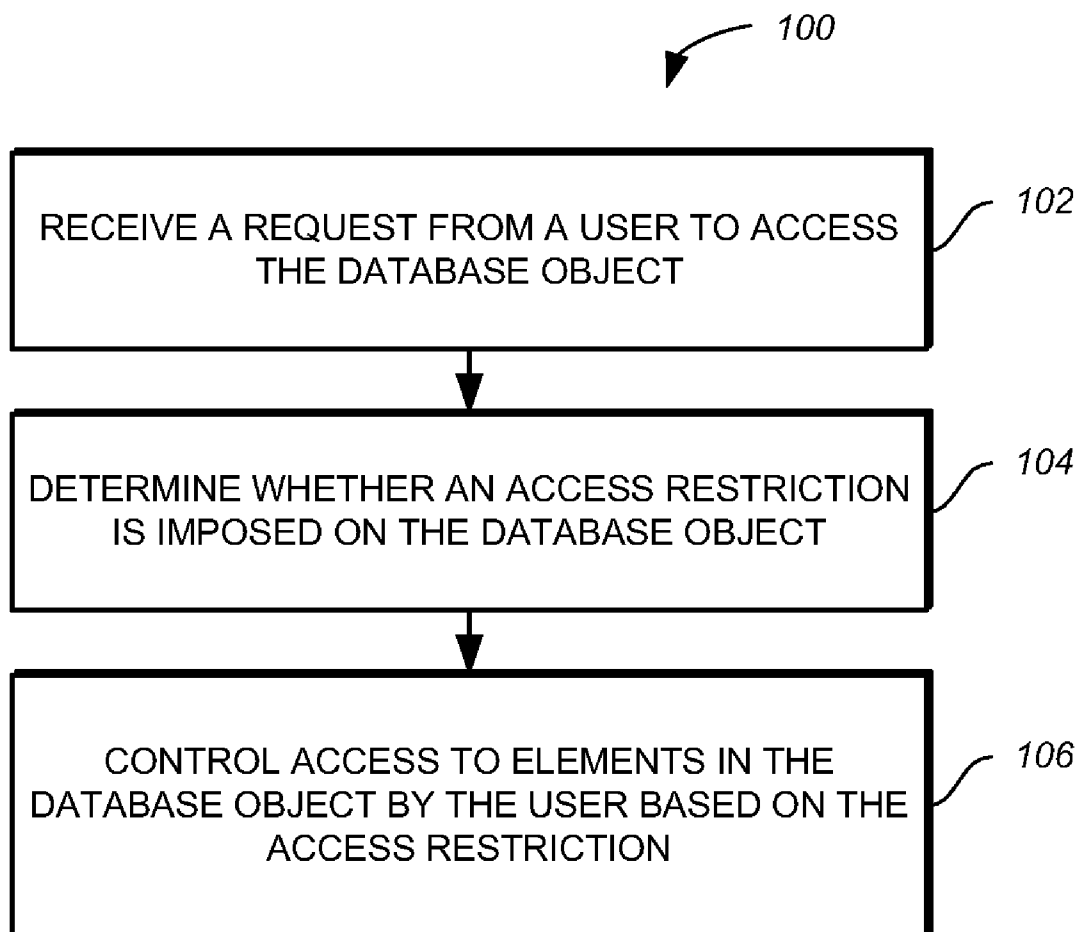 100
RECEIVE A REQUEST FROM A USER TO ACCESS
THE DATABASE OBJECT
102
DETERMINE WHETHER AN ACCESS RESTRICTION
IS IMPOSED ON THE DATABASE OBJECT
104
CONTROL ACCESS TO ELEMENTS IN THE
DATABASE OBJECT BY THE USER BASED ON THE
ACCESS RESTRICTION
106